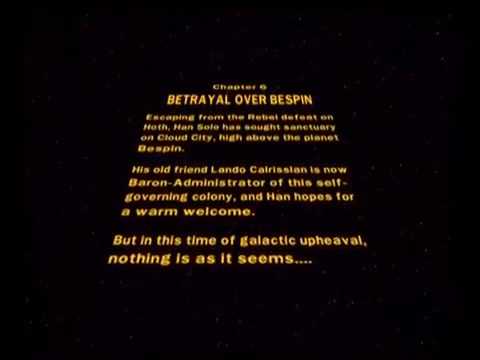 Chapter 6
BETRAYAL OVER BESPIN
Escaping from the Rebel defeat on
Hoth, Han Solo has sought sanctuary
on Cloud City, high above the planet
Bespin.
His old friend Lando Calrissian is now
Baron-Administrator of this self-
governing colony, and Han hopes for
a warm welcome.
But in this time of galactic upheaval,
nothing is as it seems....